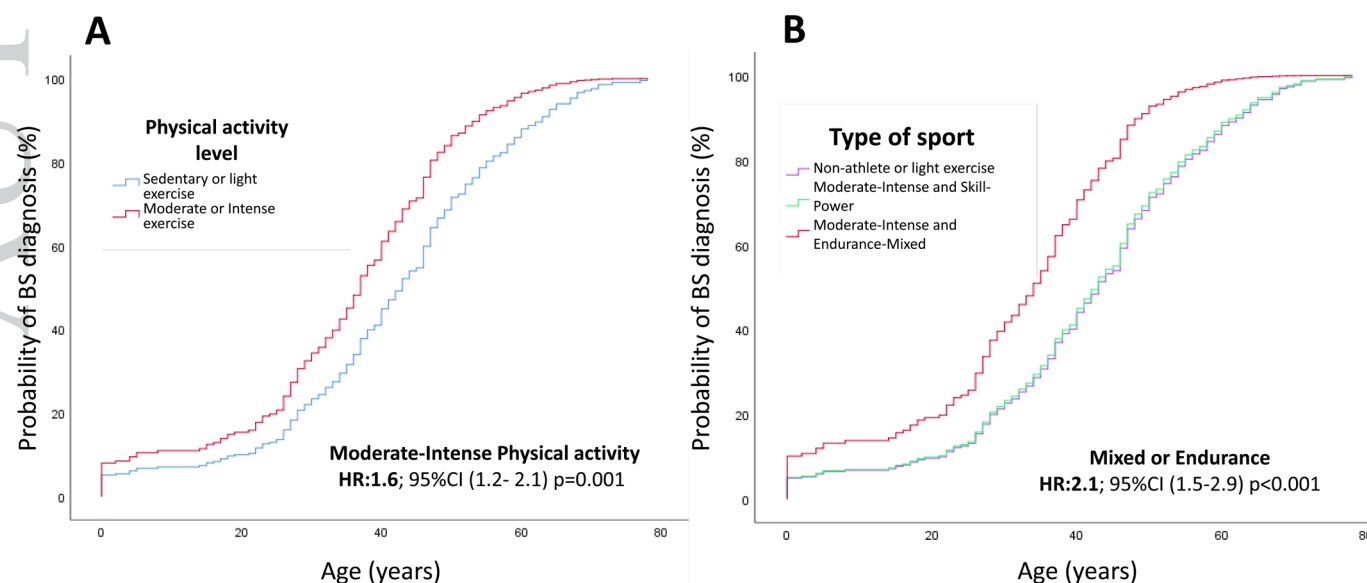 A
Probability of BS diagnosis (%)
100
80
60
40
20
0
Physical activity
level
Sedentary or light
exercise
Moderate or Intense
exercise
Moderate-Intense Physical activity
HR:1.6; 95%CI (1.2- 2.1) p=0.001
0
20
40
60
80
Age (years)
B
Probability of BS diagnosis (%)
100
80
60
40
20
0
Type of sport
Non-athlete or light exercise
Moderate-Intense and Skill-
Power
Moderate-Intense and
Endurance-Mixed
Mixed or Endurance
HR:2.1; 95%CI (1.5-2.9) p<0.001
0
20
40
60
Age (years)